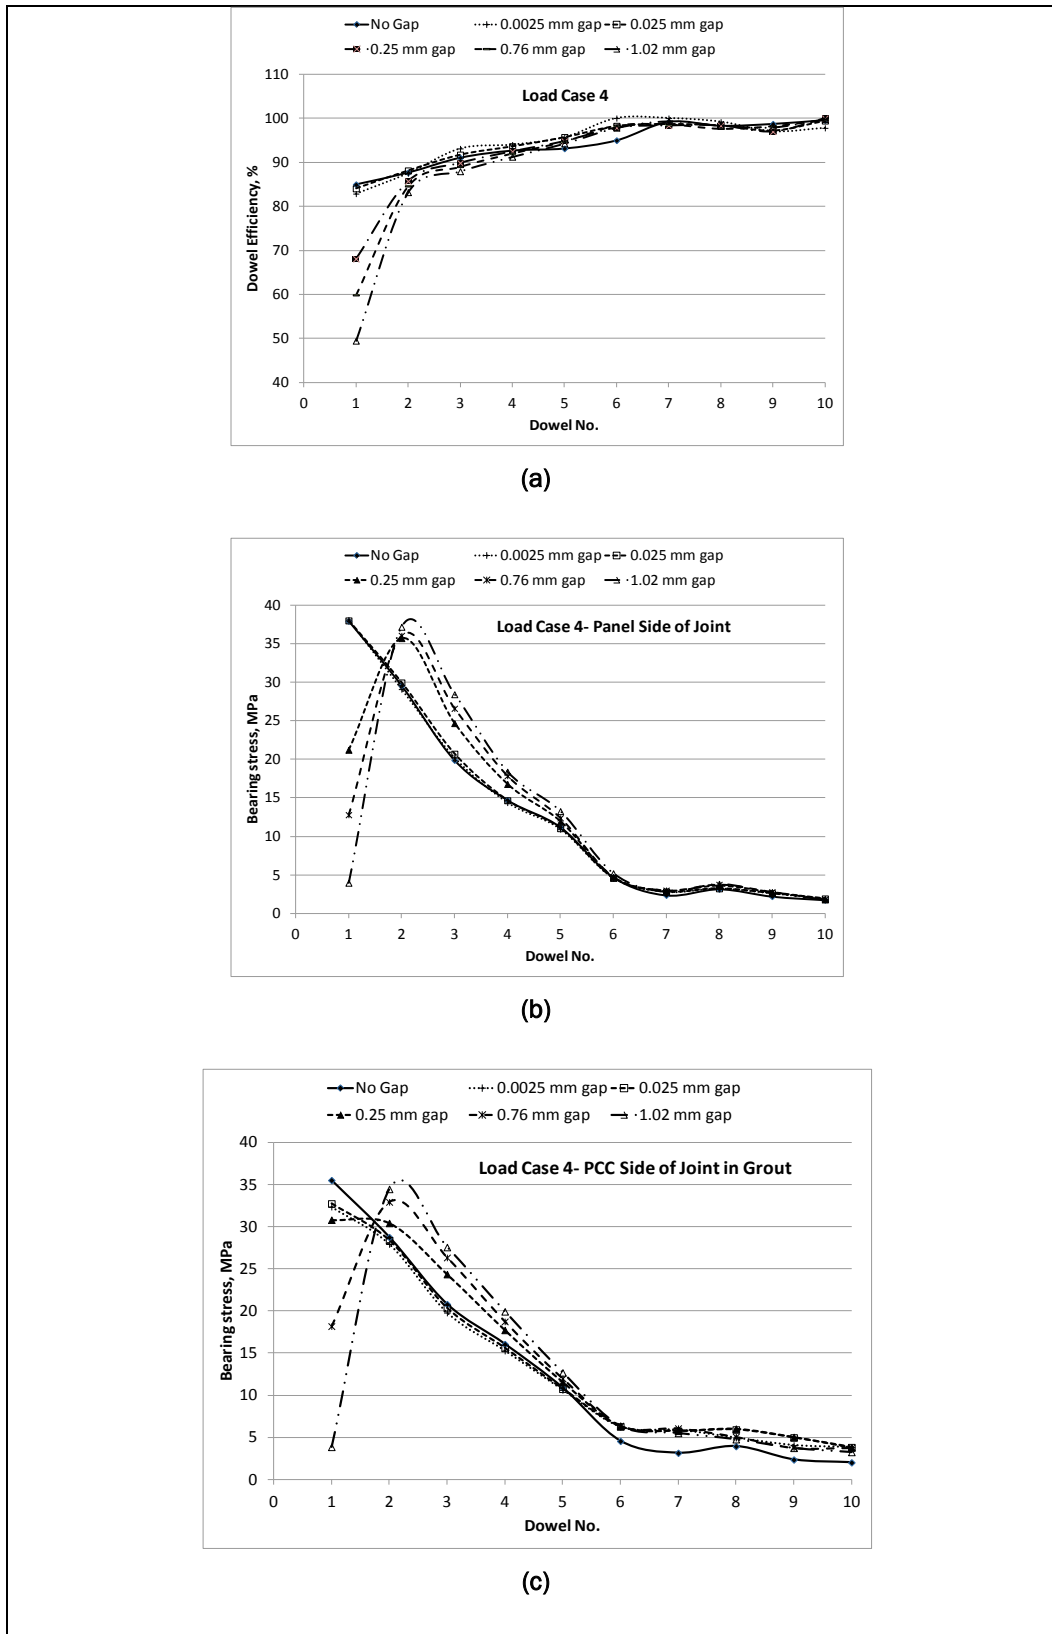 No Gap 0.0025 mm gap 0.025 mm gap
·0.25 mm gap 0.76 mm gap ·1.02 mm gap
110
Load Case 4
100
90
80
70
60
50
40
Dowel Efficiency, %
0 1 2 3 4 5 6 7 8 9 10
Dowel No.
(a)
No Gap 0.0025 mm gap 0.025 mm gap
0.25 mm gap 0.76 mm gap ·1.02 mm gap
40
Load Case 4- Panel Side of Joint
35
30
25
20
15
10
5
0
Bearing stress, MPa
0 1 2 3 4 5 6 7 8 9 10
Dowel No.
(b)
No Gap 0.0025 mm gap 0.025 mm gap
0.25 mm gap 0.76 mm gap ·1.02 mm gap
40
Load Case 4- PCC Side of Joint in Grout
35
30
25
20
15
10
5
0
Bearing stress, MPa
0 1 2 3 4 5 6 7 8 9 10
Dowel No.
(c)